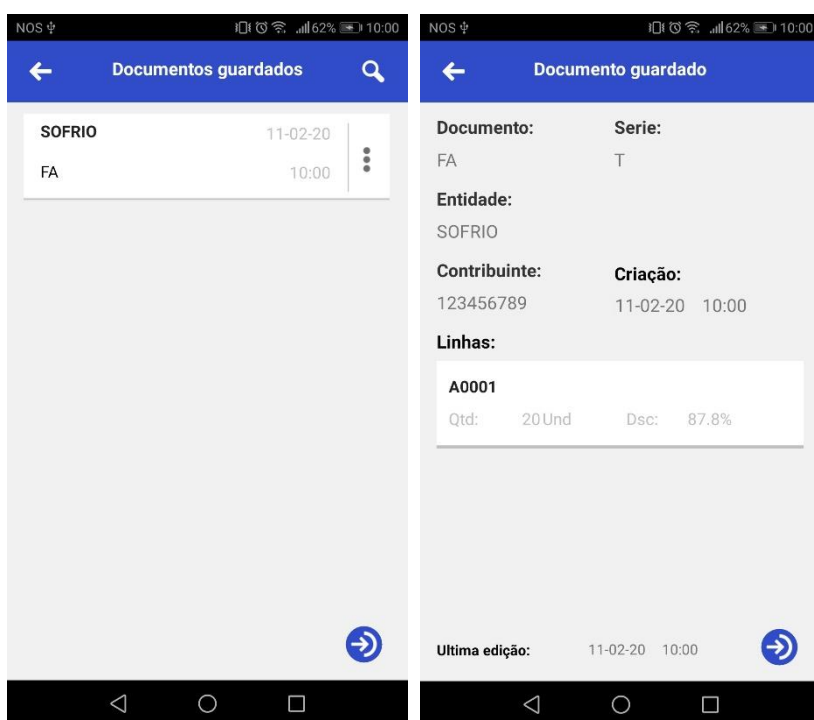 NOS 62% 10:00
Documentos guardados
SOFRIO 11-02-20
FA 10:00
NOS 62% 10:00
Documento guardado
Documento: Serie:
FA T
Entidade:
SOFRIO
Contribuinte: Criação:
123456789 11-02-20 10:00
Linhas:
A0001
Qtd: 20 Und Dsc: 87.8%
Ultima edição: 11-02-20 10:00